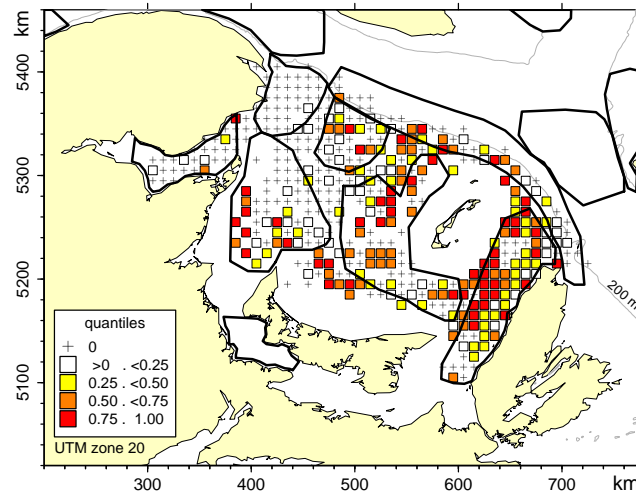 km
5400
5300
5200
5100
200 m
quantiles
0
>0 . <0.25
0.25 . <0.50
0.50 . <0.75
0.75 . 1.00
UTM zone 20
300 400 500 600 700 km